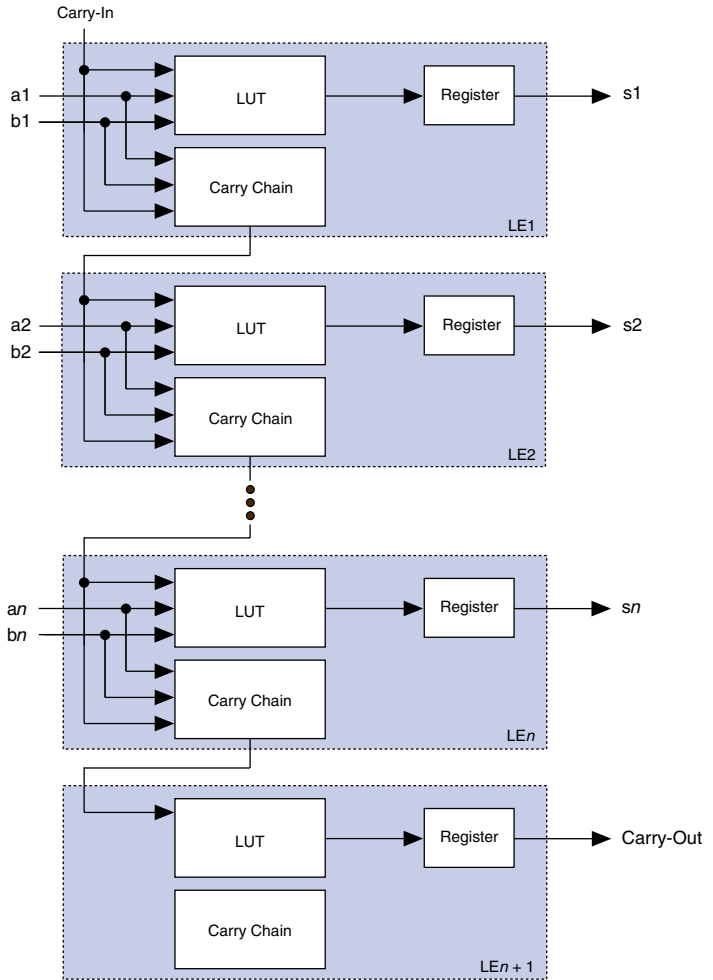 Carry-In
a1
b1
LUT
Register
s1
Carry Chain
LE1
a2
b2
LUT
Register
s2
Carry Chain
LE2
an
bn
LUT
Register
sn
Carry Chain
LEn
LUT
Register
Carry-Out
Carry Chain
LEn + 1